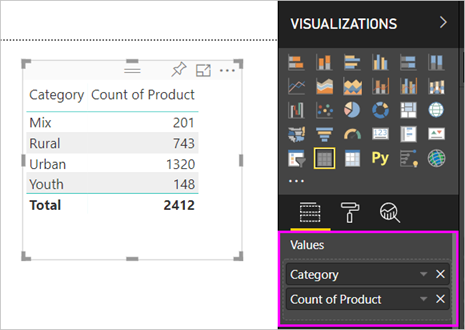 VISUALIZATIONS
Category Count of Product
Mix 201
Rural 743
Urban 1320
Youth 148
Total 2412
Py
Values
Category
Count of Product